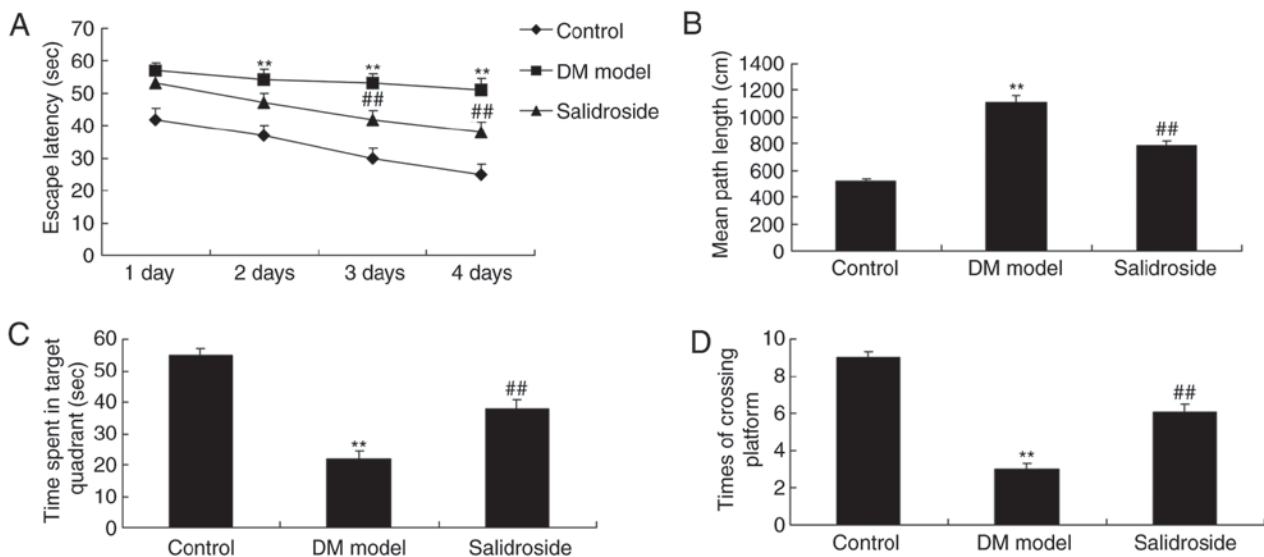 A
Escape latency (sec)
70
60
50
40
30
20
10
0
** ** **
## ##
1 day 2 days 3 days 4 days
Control
DM model
Salidroside
B
Mean path length (cm)
1400
1200
1000
800
600
400
200
0
**
##
Control DM model Salidroside
C
Time spent in target
quadrant (sec)
60
50
40
30
20
10
0
**
##
Control DM model Salidroside
D
Times of crossing
platform
10
8
6
4
2
0
**
##
Control DM model Salidroside